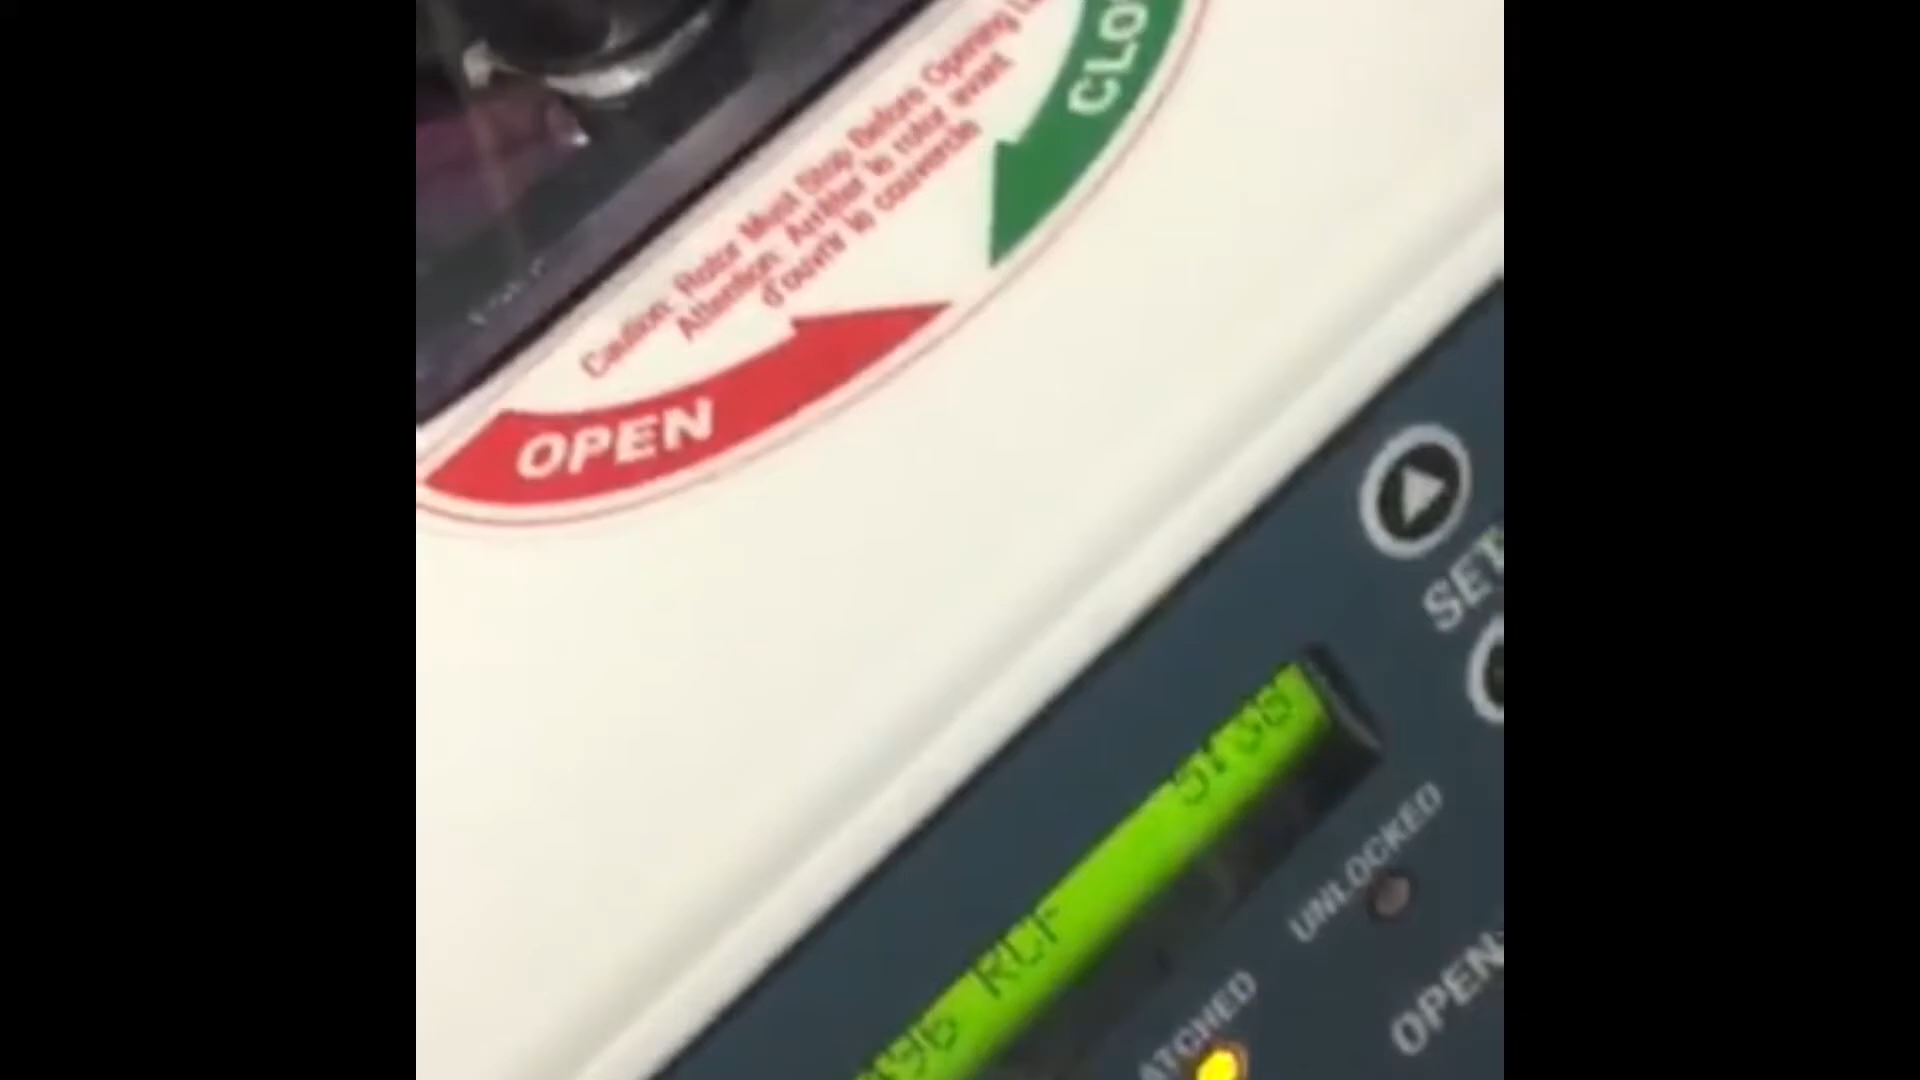 CLO
Caution: Rotor Must Stop Before Opening
Attention: Arrêter le rotor avant
d'ouvrir le couvercle
OPEN
SET
RCF
UNLOCKED
ATCHED
OPEN